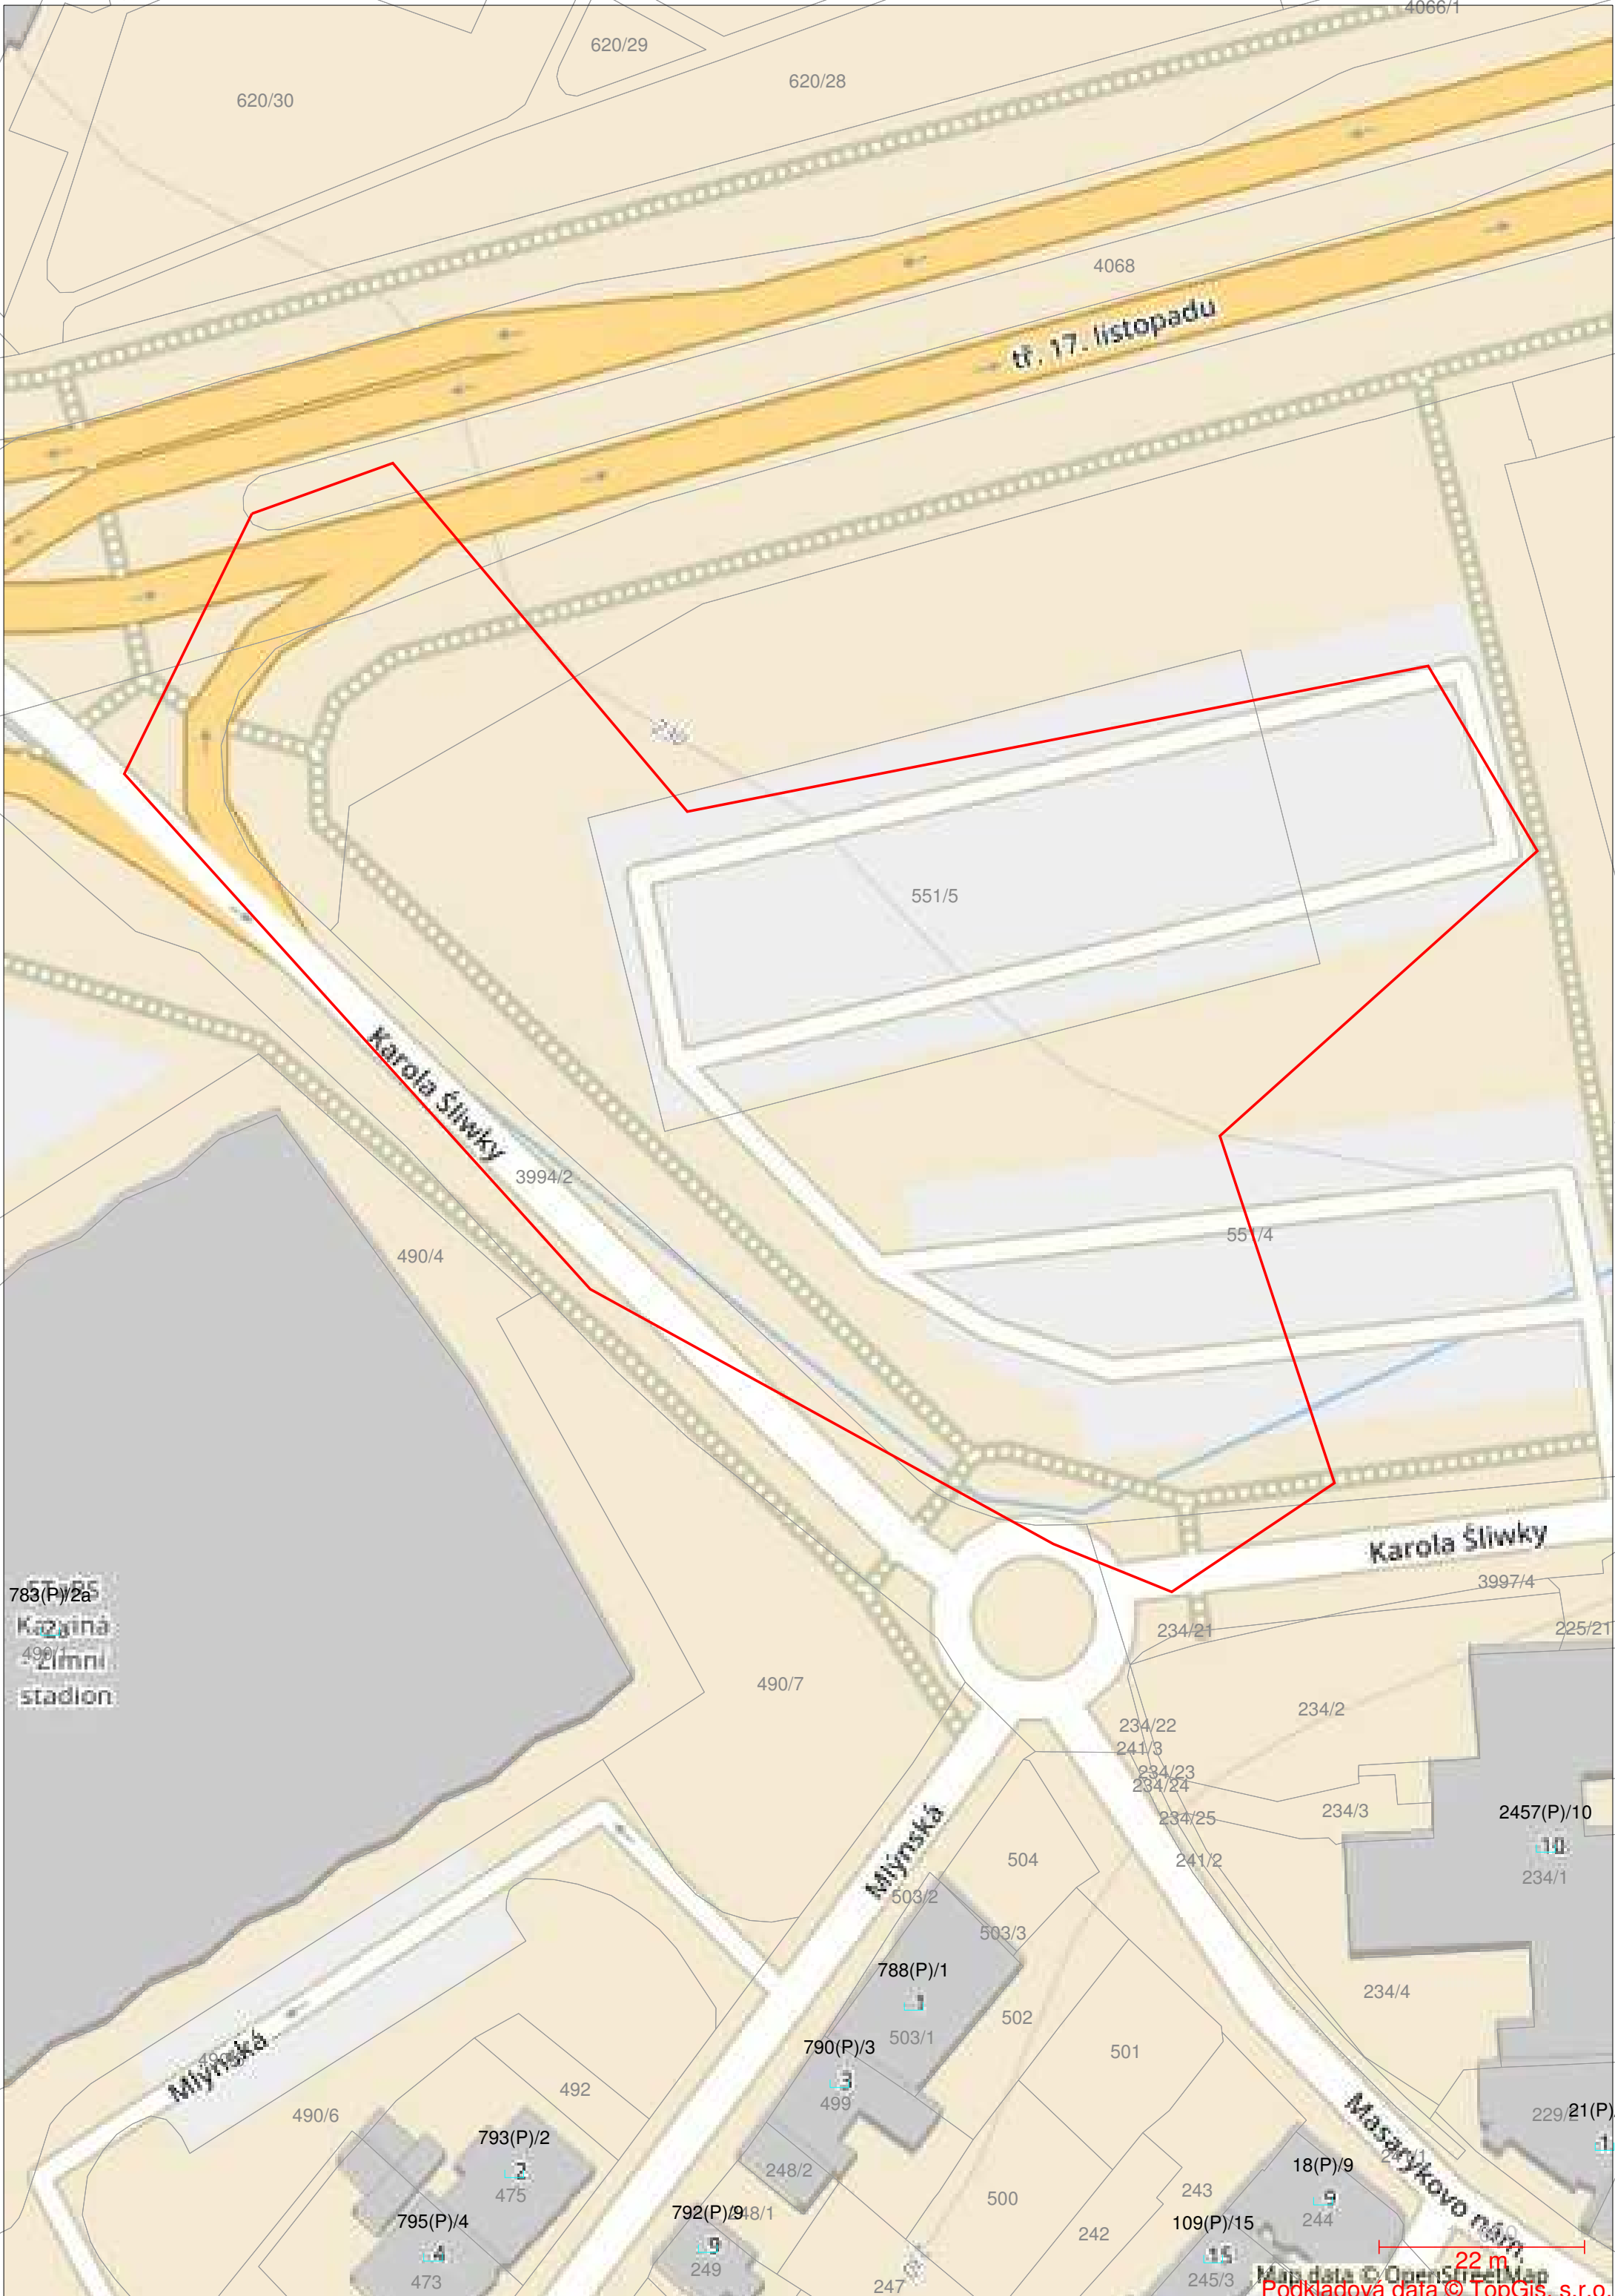 4066/1
620/29
620/28
620/30
4068
tř. 17. listopadu
551/5
Karola Śliwky
3994/2
490/4
551/4
Karola Śliwky
3997/4
783(P)/2a
2a
Zimní
stadion
234/21
225/21
490/7
234/2
234/22
241/3
234/23
234/24
234/25
234/3
2457(P)/10
10
234/1
Mlýnská
504
241/2
503/2
503/3
788(P)/1
1
234/4
502
503/1
790(P)/3
3
501
499
Mlýnská
492
490/6
793(P)/2
2
475
229/2
21(P)
Masarykovo nám.
248/2
18(P)/9
9
244
243
500
792(P)/9
248/1
9
249
795(P)/4
4
473
242
109(P)/15
15
245/3
247
22 m
Map data © OpenStreetMap
Podkladová data © TopGis, s.r.o.